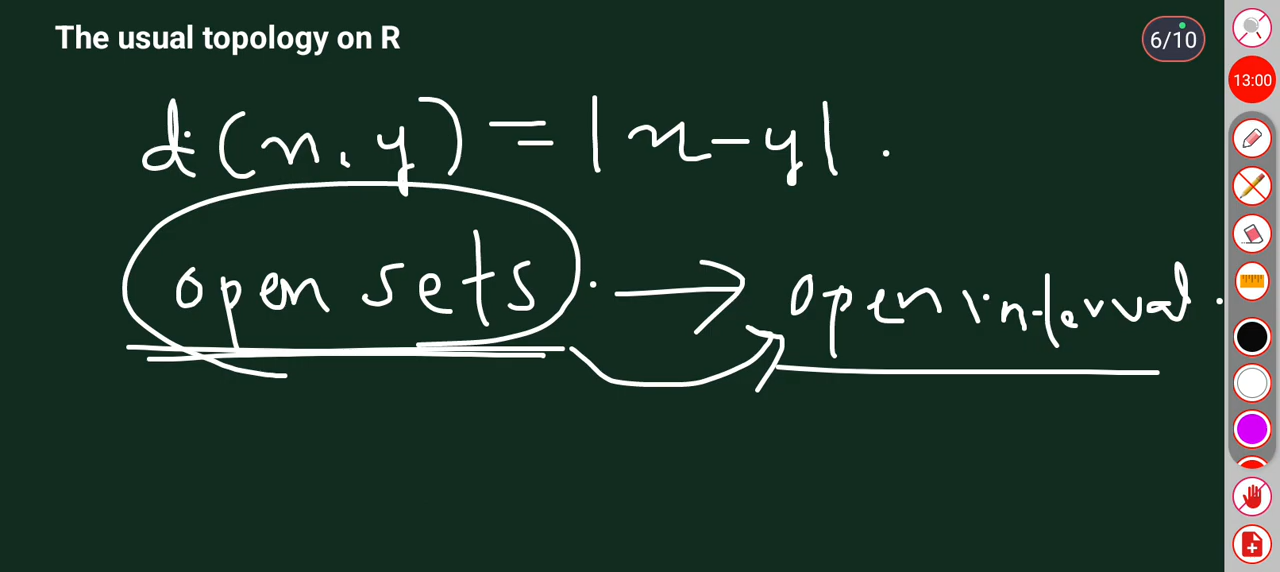 The usual topology on R
6/10
13:00
d(x, y) = |x - y|.
open sets. → open interval.